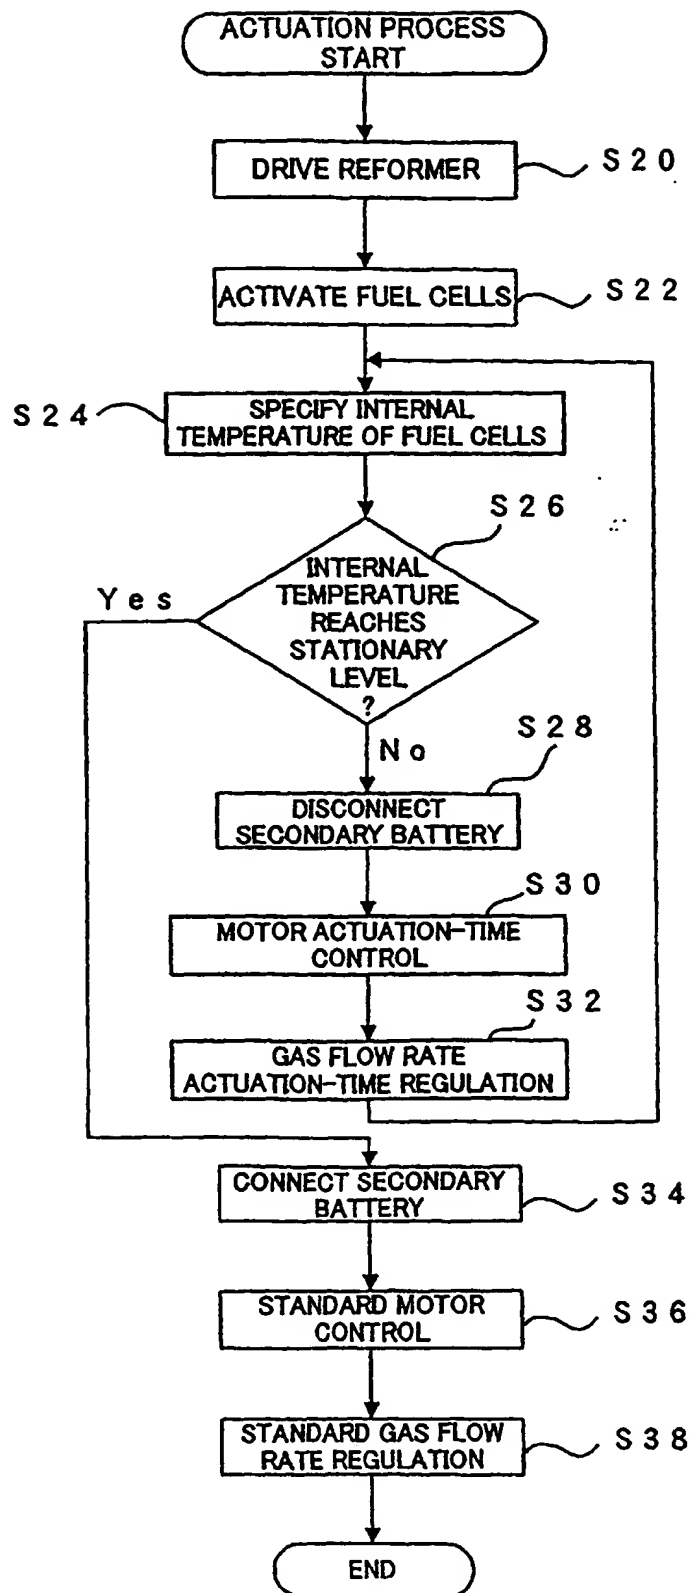 ACTUATION PROCESS
START
DRIVE REFORMER
S20
ACTIVATE FUEL CELLS
S22
S24
SPECIFY INTERNAL
TEMPERATURE OF FUEL CELLS
S26
INTERNAL
TEMPERATURE
REACHES
STATIONARY
LEVEL
?
Yes
No
S28
DISCONNECT
SECONDARY BATTERY
S30
MOTOR ACTUATION-TIME
CONTROL
S32
GAS FLOW RATE
ACTUATION-TIME REGULATION
CONNECT SECONDARY
BATTERY
S34
STANDARD MOTOR
CONTROL
S36
STANDARD GAS FLOW
RATE REGULATION
S38
END